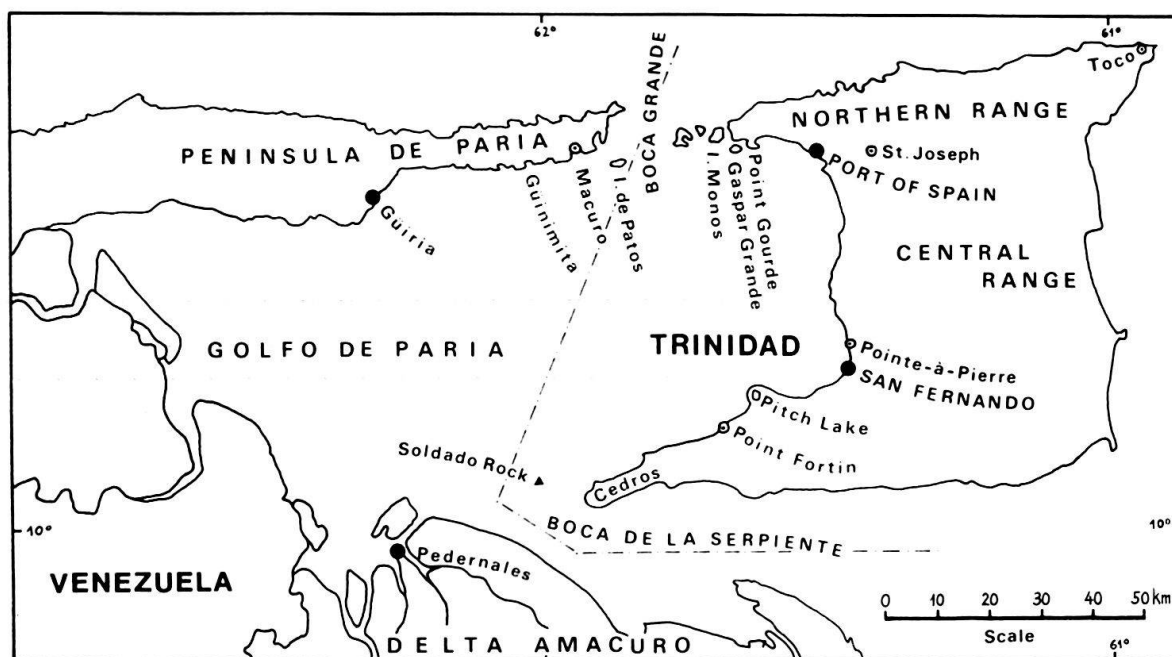 62°
61°
Toco
BOCA GRANDE
NORTHERN RANGE
PENINSULA DE PARIA
St. Joseph
PORT OF SPAIN
Point Gourde
Gaspar Grande
I. Monos
I. de Patos
Macuro
Güinimita
Güiria
CENTRAL
RANGE
GOLFO DE PARIA
TRINIDAD
Pointe-à-Pierre
SAN FERNANDO
Pitch Lake
Point Fortin
Soldado Rock
Cedros
10°
10°
BOCA DE LA SERPIENTE
Pedernales
VENEZUELA
0 10 20 30 40 50 km
Scale
DELTA AMACURO
61°